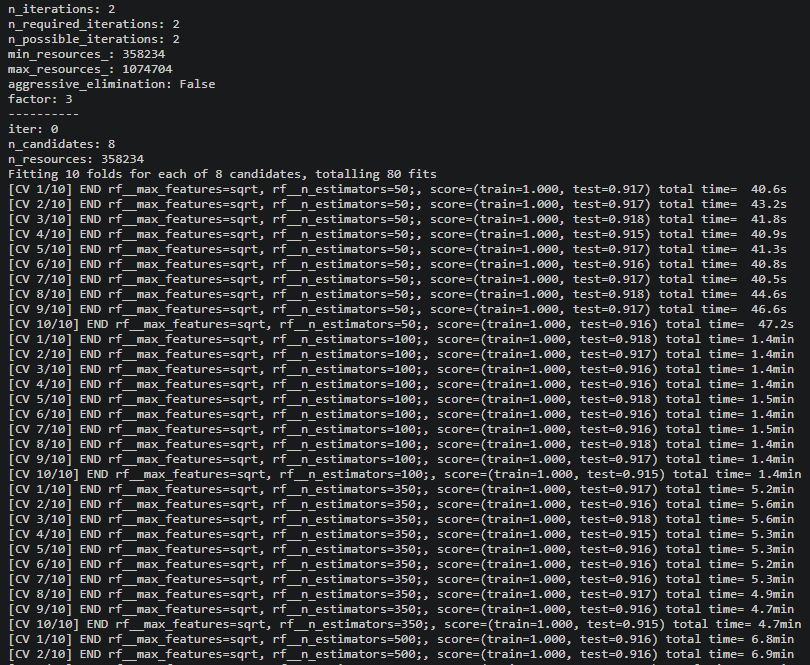 n_iterations: 2
n_required_iterations: 2
n_possible_iterations: 2
min_resources_: 358234
max_resources_: 1074704
aggressive_elimination: False
factor: 3
----------
iter: 0
n_candidates: 8
n_resources: 358234
Fitting 10 folds for each of 8 candidates, totalling 80 fits
[CV 1/10] END rf__max_features=sqrt, rf__n_estimators=50;, score=(train=1.000, test=0.917) total time=  40.6s
[CV 2/10] END rf__max_features=sqrt, rf__n_estimators=50;, score=(train=1.000, test=0.917) total time=  43.2s
[CV 3/10] END rf__max_features=sqrt, rf__n_estimators=50;, score=(train=1.000, test=0.918) total time=  41.8s
[CV 4/10] END rf__max_features=sqrt, rf__n_estimators=50;, score=(train=1.000, test=0.915) total time=  40.9s
[CV 5/10] END rf__max_features=sqrt, rf__n_estimators=50;, score=(train=1.000, test=0.917) total time=  41.3s
[CV 6/10] END rf__max_features=sqrt, rf__n_estimators=50;, score=(train=1.000, test=0.916) total time=  40.8s
[CV 7/10] END rf__max_features=sqrt, rf__n_estimators=50;, score=(train=1.000, test=0.917) total time=  40.5s
[CV 8/10] END rf__max_features=sqrt, rf__n_estimators=50;, score=(train=1.000, test=0.918) total time=  44.6s
[CV 9/10] END rf__max_features=sqrt, rf__n_estimators=50;, score=(train=1.000, test=0.917) total time=  46.6s
[CV 10/10] END rf__max_features=sqrt, rf__n_estimators=50;, score=(train=1.000, test=0.916) total time=  47.2s
[CV 1/10] END rf__max_features=sqrt, rf__n_estimators=100;, score=(train=1.000, test=0.918) total time= 1.4min
[CV 2/10] END rf__max_features=sqrt, rf__n_estimators=100;, score=(train=1.000, test=0.917) total time= 1.4min
[CV 3/10] END rf__max_features=sqrt, rf__n_estimators=100;, score=(train=1.000, test=0.916) total time= 1.4min
[CV 4/10] END rf__max_features=sqrt, rf__n_estimators=100;, score=(train=1.000, test=0.916) total time= 1.4min
[CV 5/10] END rf__max_features=sqrt, rf__n_estimators=100;, score=(train=1.000, test=0.918) total time= 1.5min
[CV 6/10] END rf__max_features=sqrt, rf__n_estimators=100;, score=(train=1.000, test=0.916) total time= 1.4min
[CV 7/10] END rf__max_features=sqrt, rf__n_estimators=100;, score=(train=1.000, test=0.916) total time= 1.5min
[CV 8/10] END rf__max_features=sqrt, rf__n_estimators=100;, score=(train=1.000, test=0.918) total time= 1.4min
[CV 9/10] END rf__max_features=sqrt, rf__n_estimators=100;, score=(train=1.000, test=0.917) total time= 1.4min
[CV 10/10] END rf__max_features=sqrt, rf__n_estimators=100;, score=(train=1.000, test=0.915) total time= 1.4min
[CV 1/10] END rf__max_features=sqrt, rf__n_estimators=350;, score=(train=1.000, test=0.917) total time= 5.2min
[CV 2/10] END rf__max_features=sqrt, rf__n_estimators=350;, score=(train=1.000, test=0.916) total time= 5.6min
[CV 3/10] END rf__max_features=sqrt, rf__n_estimators=350;, score=(train=1.000, test=0.918) total time= 5.6min
[CV 4/10] END rf__max_features=sqrt, rf__n_estimators=350;, score=(train=1.000, test=0.915) total time= 5.3min
[CV 5/10] END rf__max_features=sqrt, rf__n_estimators=350;, score=(train=1.000, test=0.916) total time= 5.3min
[CV 6/10] END rf__max_features=sqrt, rf__n_estimators=350;, score=(train=1.000, test=0.916) total time= 5.2min
[CV 7/10] END rf__max_features=sqrt, rf__n_estimators=350;, score=(train=1.000, test=0.916) total time= 5.3min
[CV 8/10] END rf__max_features=sqrt, rf__n_estimators=350;, score=(train=1.000, test=0.917) total time= 4.9min
[CV 9/10] END rf__max_features=sqrt, rf__n_estimators=350;, score=(train=1.000, test=0.916) total time= 4.7min
[CV 10/10] END rf__max_features=sqrt, rf__n_estimators=350;, score=(train=1.000, test=0.915) total time= 4.7min
[CV 1/10] END rf__max_features=sqrt, rf__n_estimators=500;, score=(train=1.000, test=0.916) total time= 6.8min
[CV 2/10] END rf__max_features=sqrt, rf__n_estimators=500;, score=(train=1.000, test=0.916) total time= 6.9min